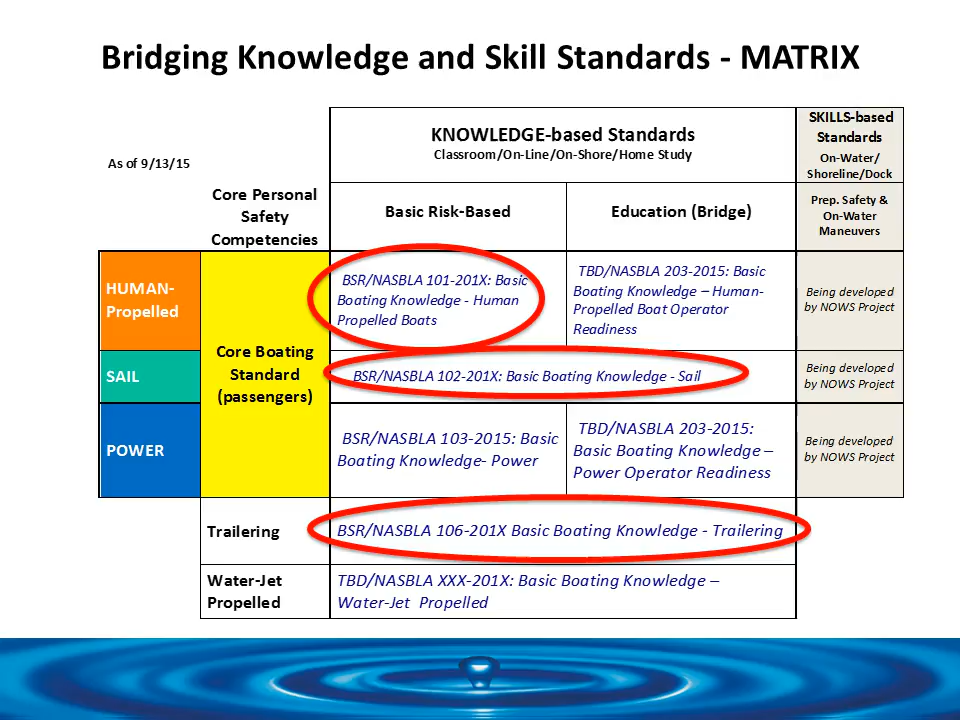 Bridging Knowledge and Skill Standards - MATRIX
As of 9/13/15
KNOWLEDGE-based Standards
Classroom/On-Line/On-Shore/Home Study
SKILLS-based
Standards
On-Water/
Shoreline/Dock
Core Personal
Safety
Competencies
Basic Risk-Based
Education (Bridge)
Prep. Safety &
On-Water
Maneuvers
HUMAN-
Propelled
Core Boating
Standard
(passengers)
BSR/NASBLA 101-201X: Basic
Boating Knowledge - Human
Propelled Boats
TBD/NASBLA 203-2015: Basic
Boating Knowledge – Human-
Propelled Boat Operator
Readiness
Being developed
by NOWS Project
SAIL
BSR/NASBLA 102-201X: Basic Boating Knowledge - Sail
Being developed
by NOWS Project
POWER
BSR/NASBLA 103-2015: Basic
Boating Knowledge- Power
TBD/NASBLA 203-2015:
Basic Boating Knowledge –
Power Operator Readiness
Being developed
by NOWS Project
Trailering
BSR/NASBLA 106-201X Basic Boating Knowledge - Trailering
Water-Jet
Propelled
TBD/NASBLA XXX-201X: Basic Boating Knowledge –
Water-Jet Propelled